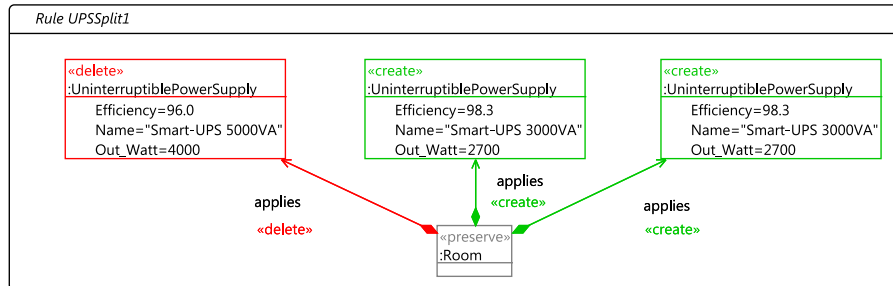 Rule UPSSplit1
«delete»
:UninterruptiblePowerSupply
Efficiency=96.0
Name="Smart-UPS 5000VA"
Out_Watt=4000
«create»
:UninterruptiblePowerSupply
Efficiency=98.3
Name="Smart-UPS 3000VA"
Out_Watt=2700
«create»
:UninterruptiblePowerSupply
Efficiency=98.3
Name="Smart-UPS 3000VA"
Out_Watt=2700
applies
«delete»
applies
«create»
applies
«create»
«preserve»
:Room